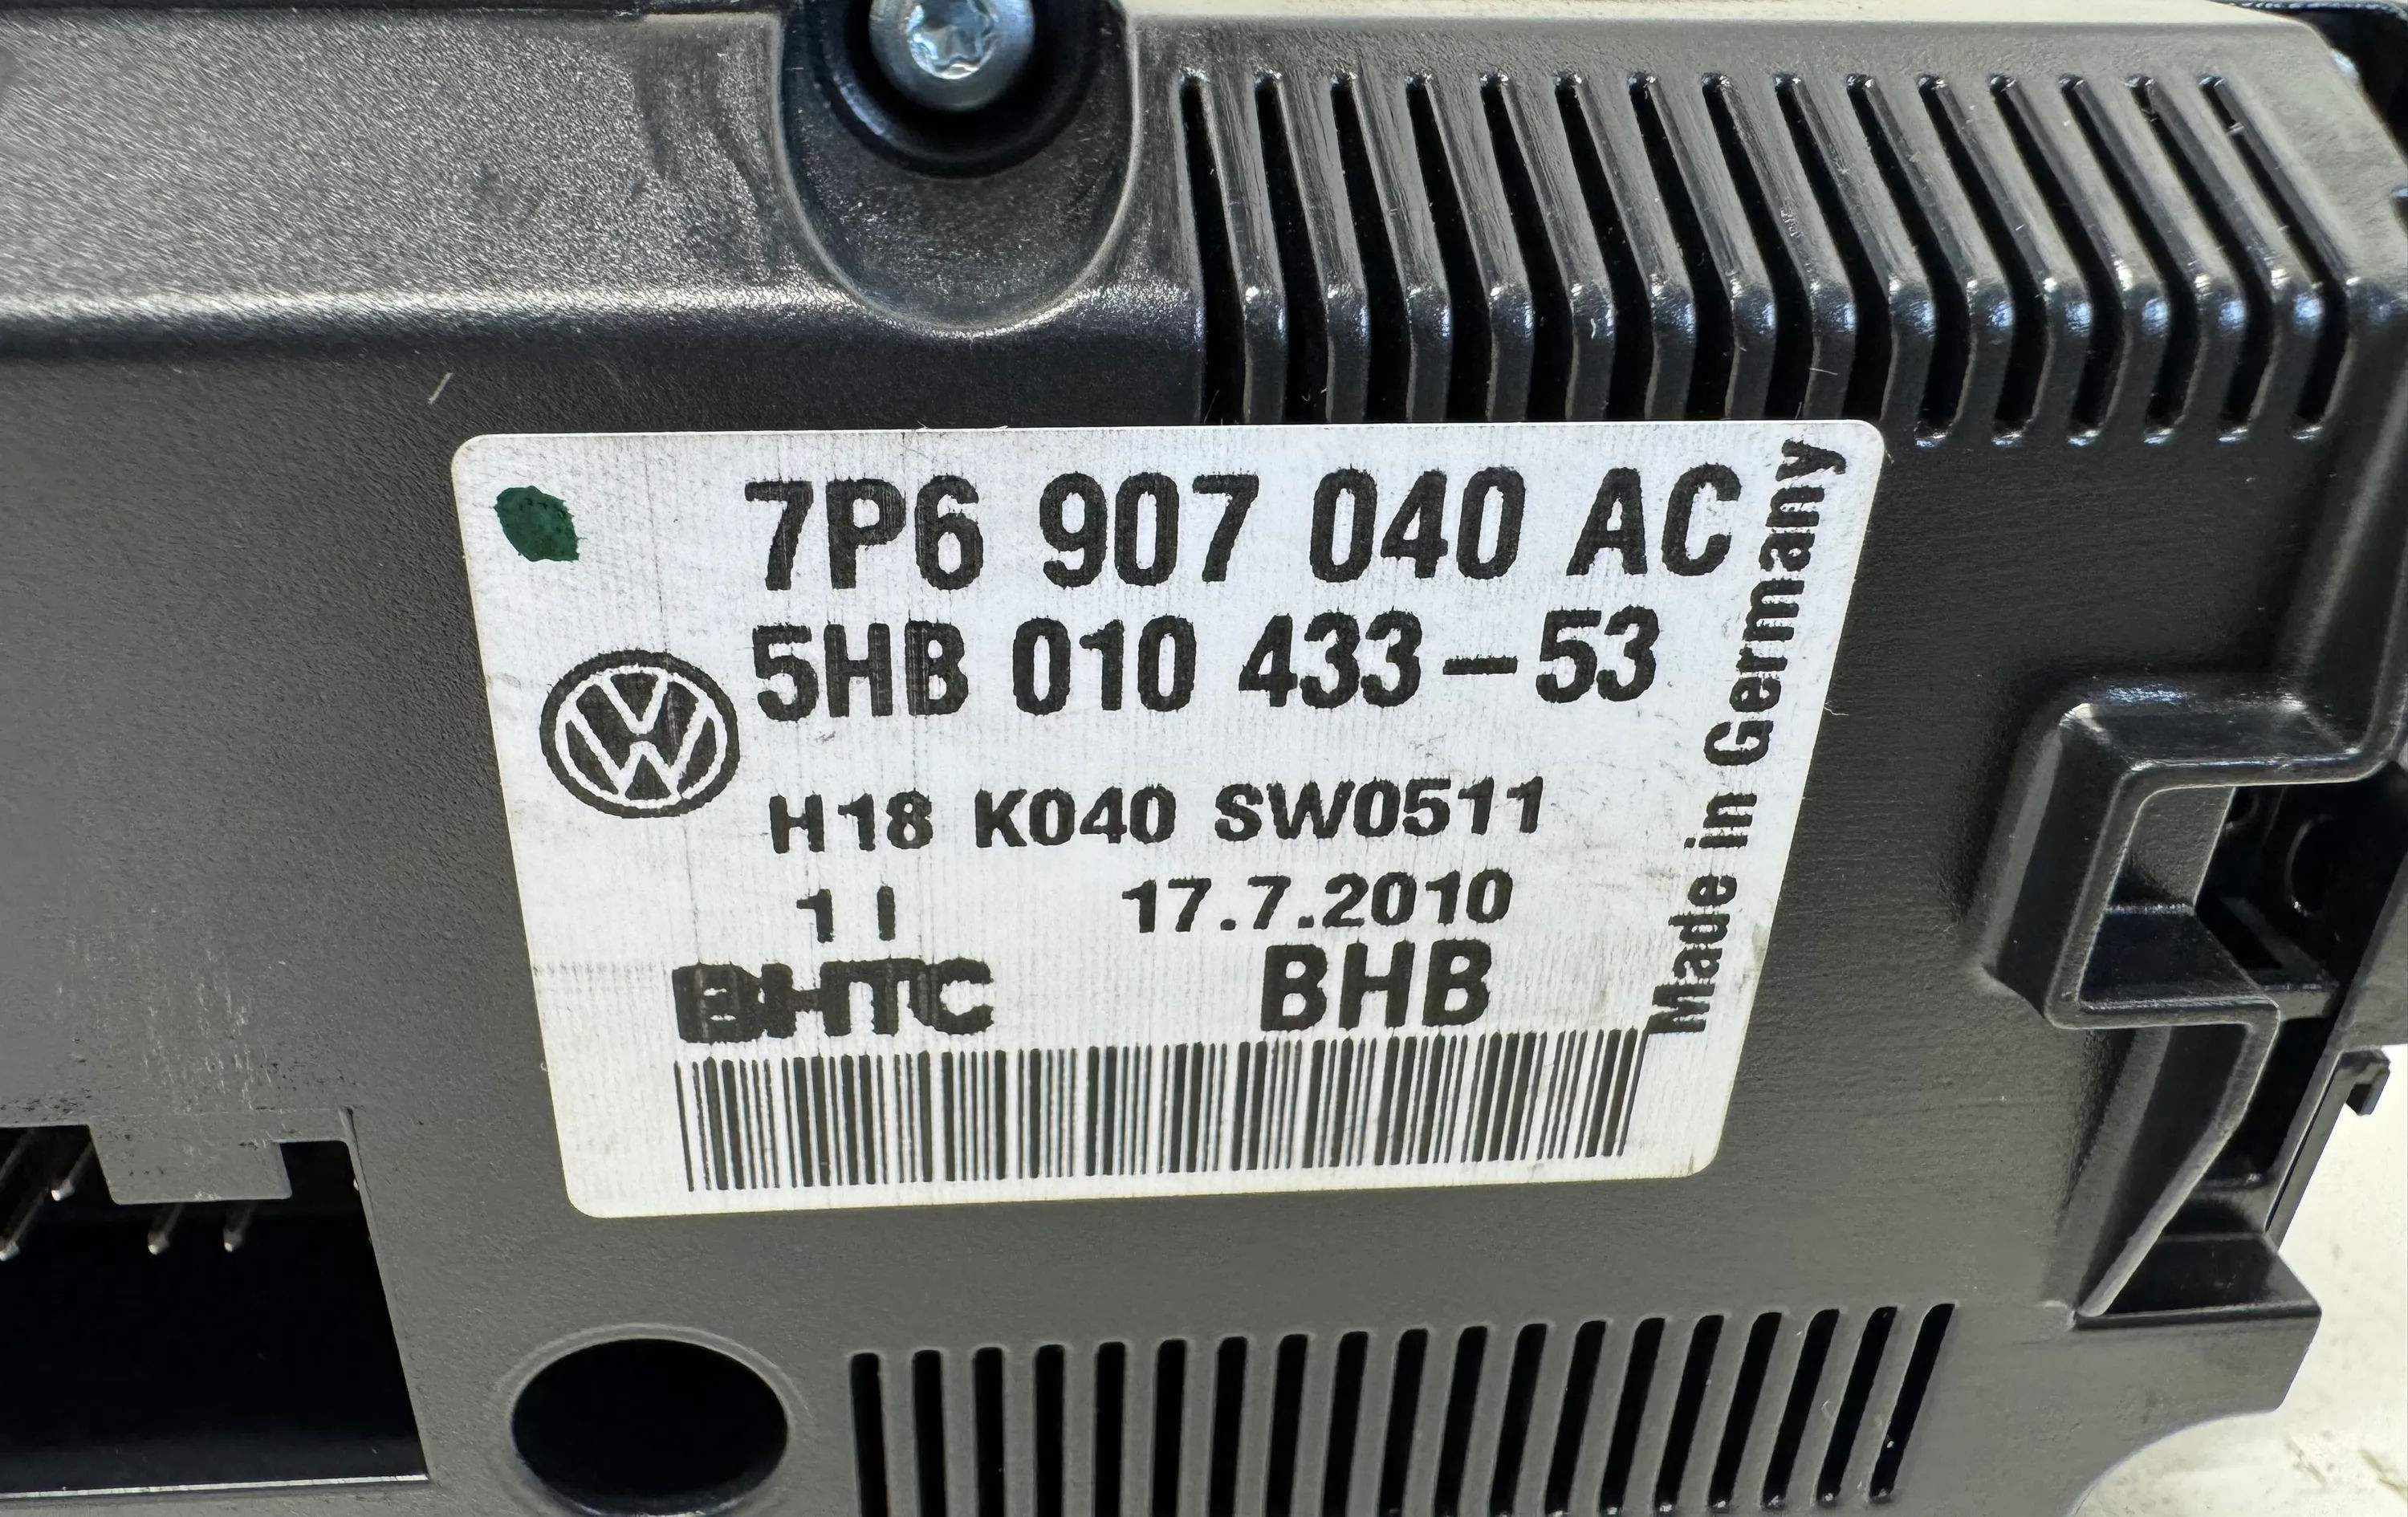 7P6 907 040 AC
5HB 010 433-53
H18 K040 SW0511
11 17.7.2010
BHTC BHB
Made in Germany